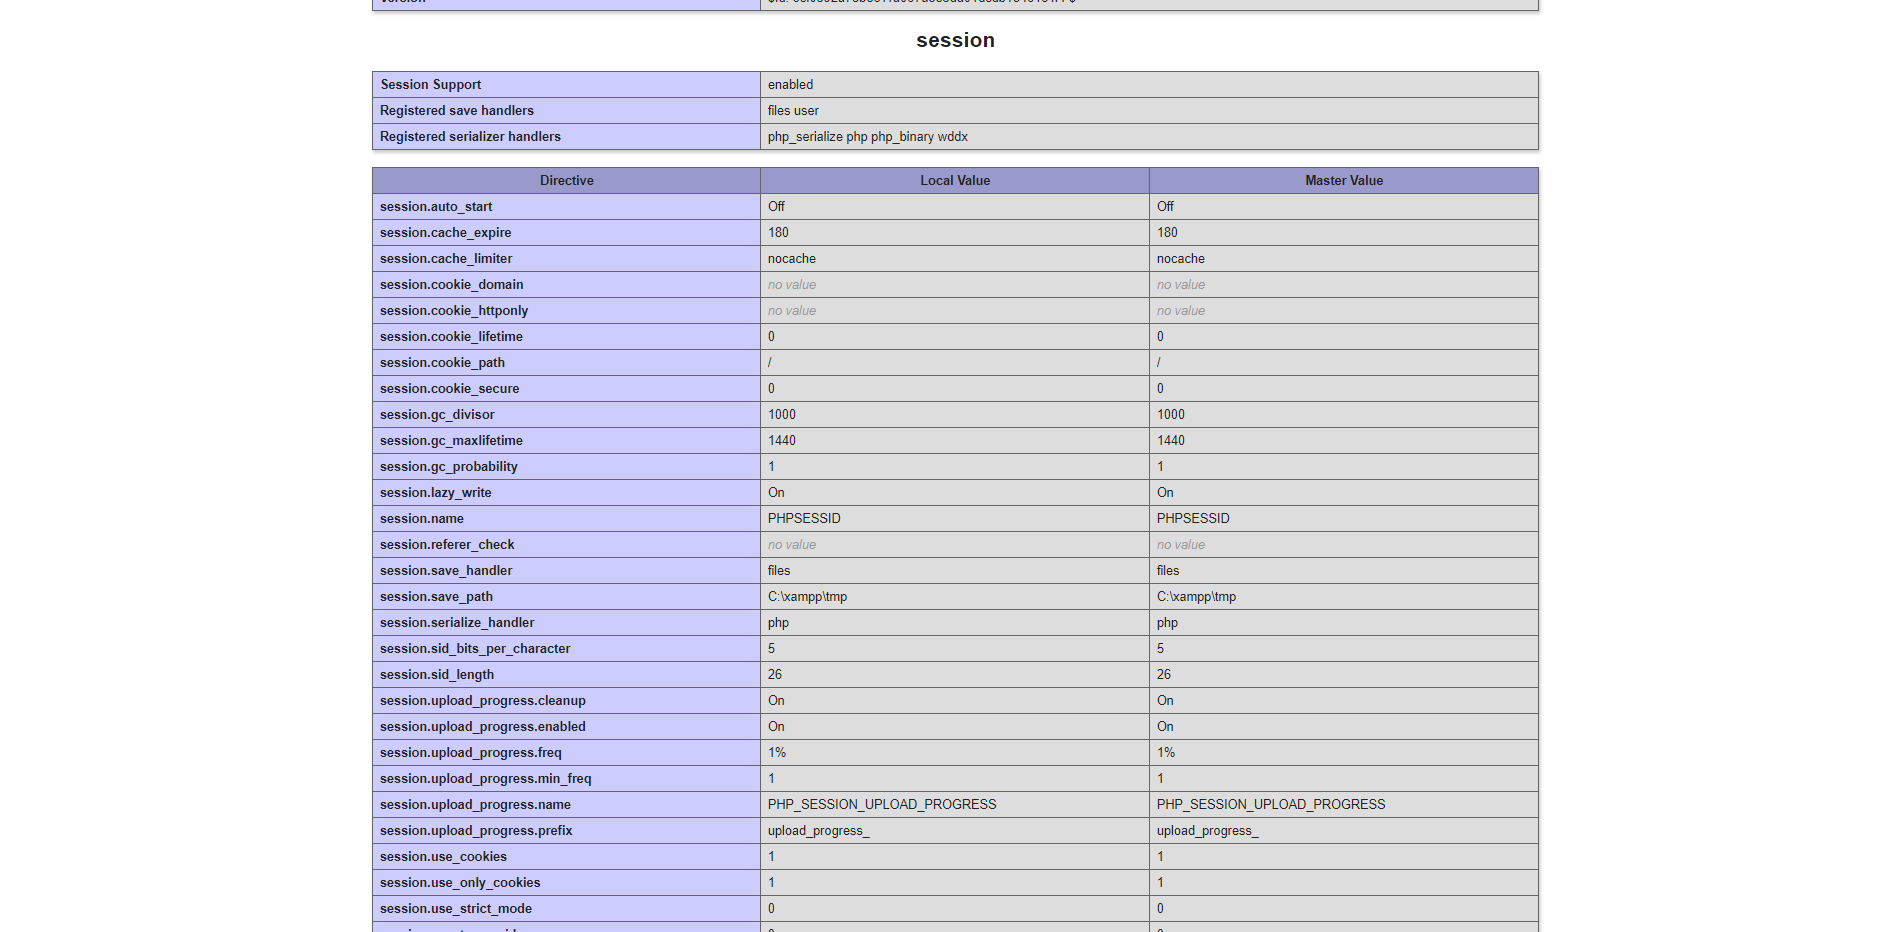 session
Session Support enabled
Registered save handlers files user
Registered serializer handlers php_serialize php php_binary wddx
Directive Local Value Master Value
session.auto_start Off Off
session.cache_expire 180 180
session.cache_limiter nocache nocache
session.cookie_domain no value no value
session.cookie_httponly no value no value
session.cookie_lifetime 0 0
session.cookie_path / /
session.cookie_secure 0 0
session.gc_divisor 1000 1000
session.gc_maxlifetime 1440 1440
session.gc_probability 1 1
session.lazy_write On On
session.name PHPSESSID PHPSESSID
session.referer_check no value no value
session.save_handler files files
session.save_path C:\xampp\tmp C:\xampp\tmp
session.serialize_handler php php
session.sid_bits_per_character 5 5
session.sid_length 26 26
session.upload_progress.cleanup On On
session.upload_progress.enabled On On
session.upload_progress.freq 1% 1%
session.upload_progress.min_freq 1 1
session.upload_progress.name PHP_SESSION_UPLOAD_PROGRESS PHP_SESSION_UPLOAD_PROGRESS
session.upload_progress.prefix upload_progress_ upload_progress_
session.use_cookies 1 1
session.use_only_cookies 1 1
session.use_strict_mode 0 0